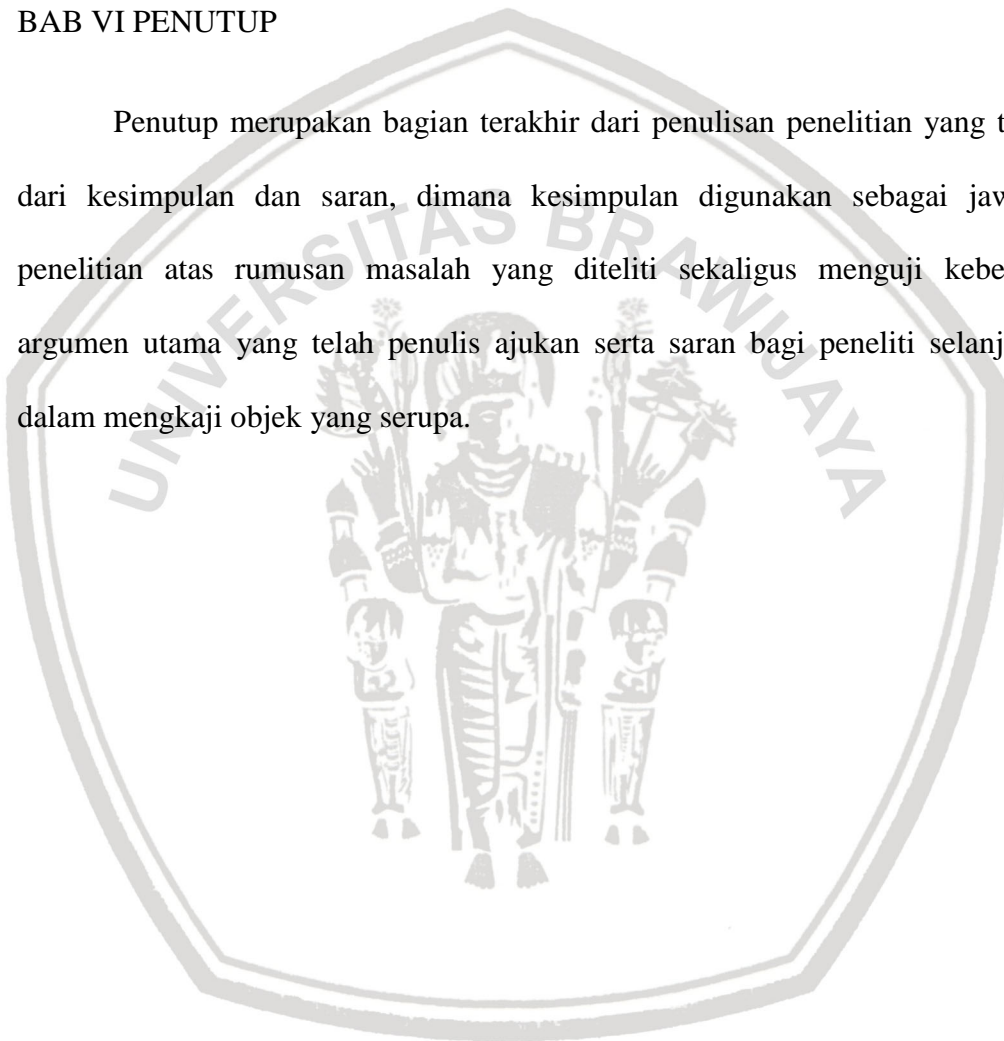 BAB VI PENUTUP
Penutup merupakan bagian terakhir dari penulisan penelitian yang
dari kesimpulan dan saran, dimana kesimpulan digunakan sebagai
penelitian atas rumusan masalah yang diteliti sekaligus menguji
argumen utama yang telah penulis ajukan serta saran bagi peneliti
dalam mengkaji objek yang serupa.
UNIVERSITAS BRAWIJAYA